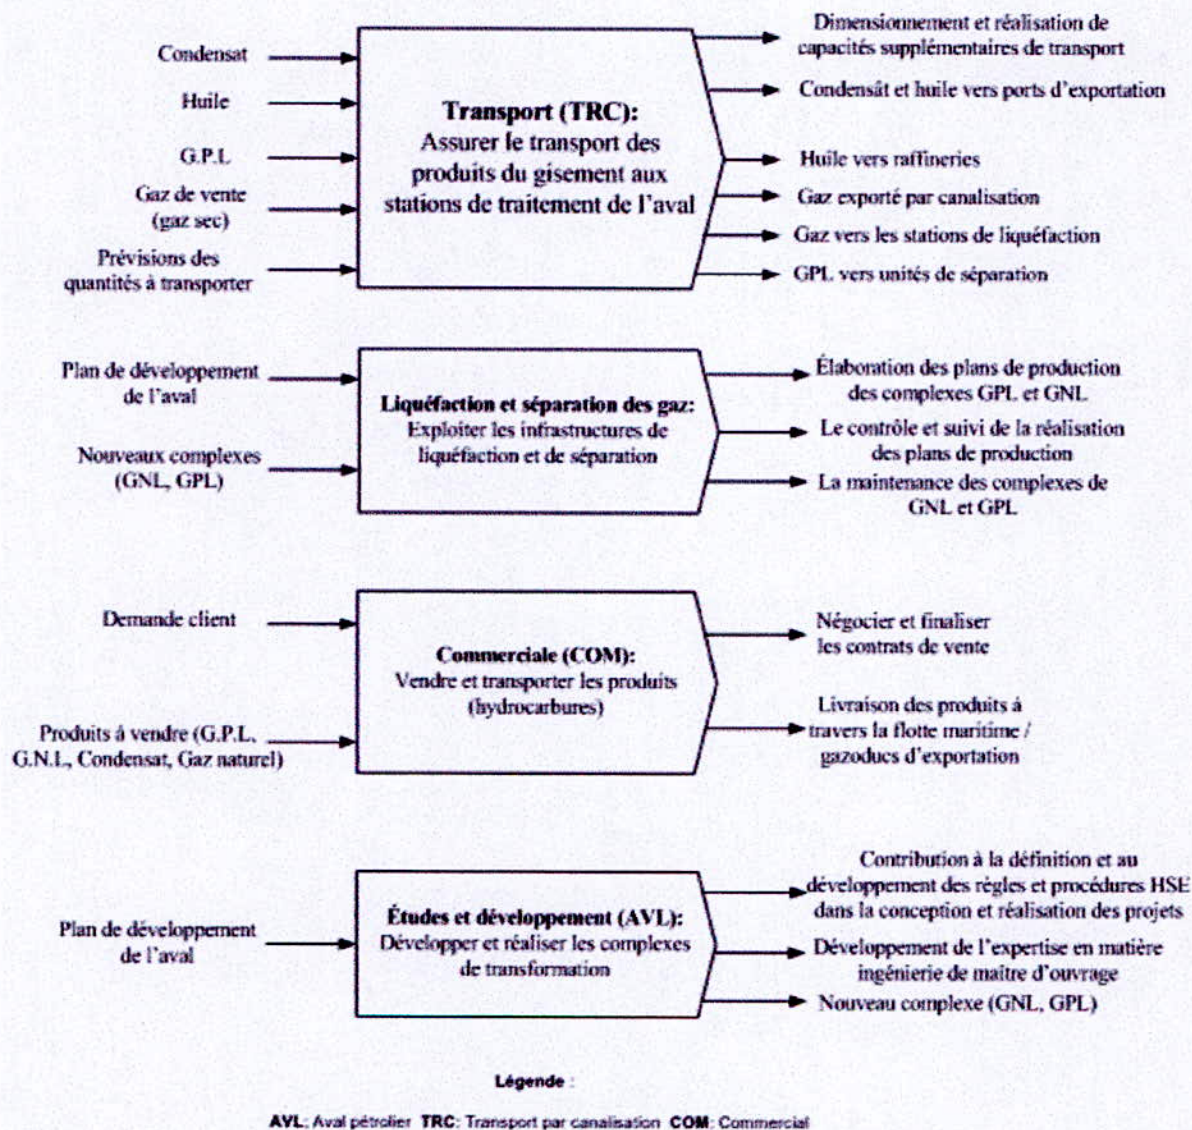 Condensat
Huile
G.P.L
Gaz de vente
(gaz sec)
Prévisions des
quantités à transporter
Transport (TRC):
Assurer le transport des
produits du gisement aux
stations de traitement de l'aval
Dimensionnement et réalisation de
capacités supplémentaires de transport
Condensât et huile vers ports d'exportation
Huile vers raffineries
Gaz exporté par canalisation
Gaz vers les stations de liquéfaction
GPL vers unités de séparation
Plan de développement
de l'aval
Nouveaux complexes
(GNL, GPL)
Liquéfaction et séparation des gaz:
Exploiter les infrastructures de
liquéfaction et de séparation
Élaboration des plans de production
des complexes GPL et GNL
Le contrôle et suivi de la réalisation
des plans de production
La maintenance des complexes de
GNL et GPL
Demande client
Produits à vendre (G.P.L,
G.N.L, Condensat, Gaz naturel)
Commerciale (COM):
Vendre et transporter les produits
(hydrocarbures)
Négocier et finaliser
les contrats de vente
Livraison des produits à
travers la flotte maritime /
gazoducs d'exportation
Plan de développement
de l'aval
Études et développement (AVL):
Développer et réaliser les complexes
de transformation
Contribution à la définition et au
développement des règles et procédures HSE
dans la conception et réalisation des projets
Développement de l'expertise en matière
ingénierie de maître d'ouvrage
Nouveau complexe (GNL, GPL)
Légende :
AVL: Aval pétrolier TRC: Transport par canalisation COM: Commercial